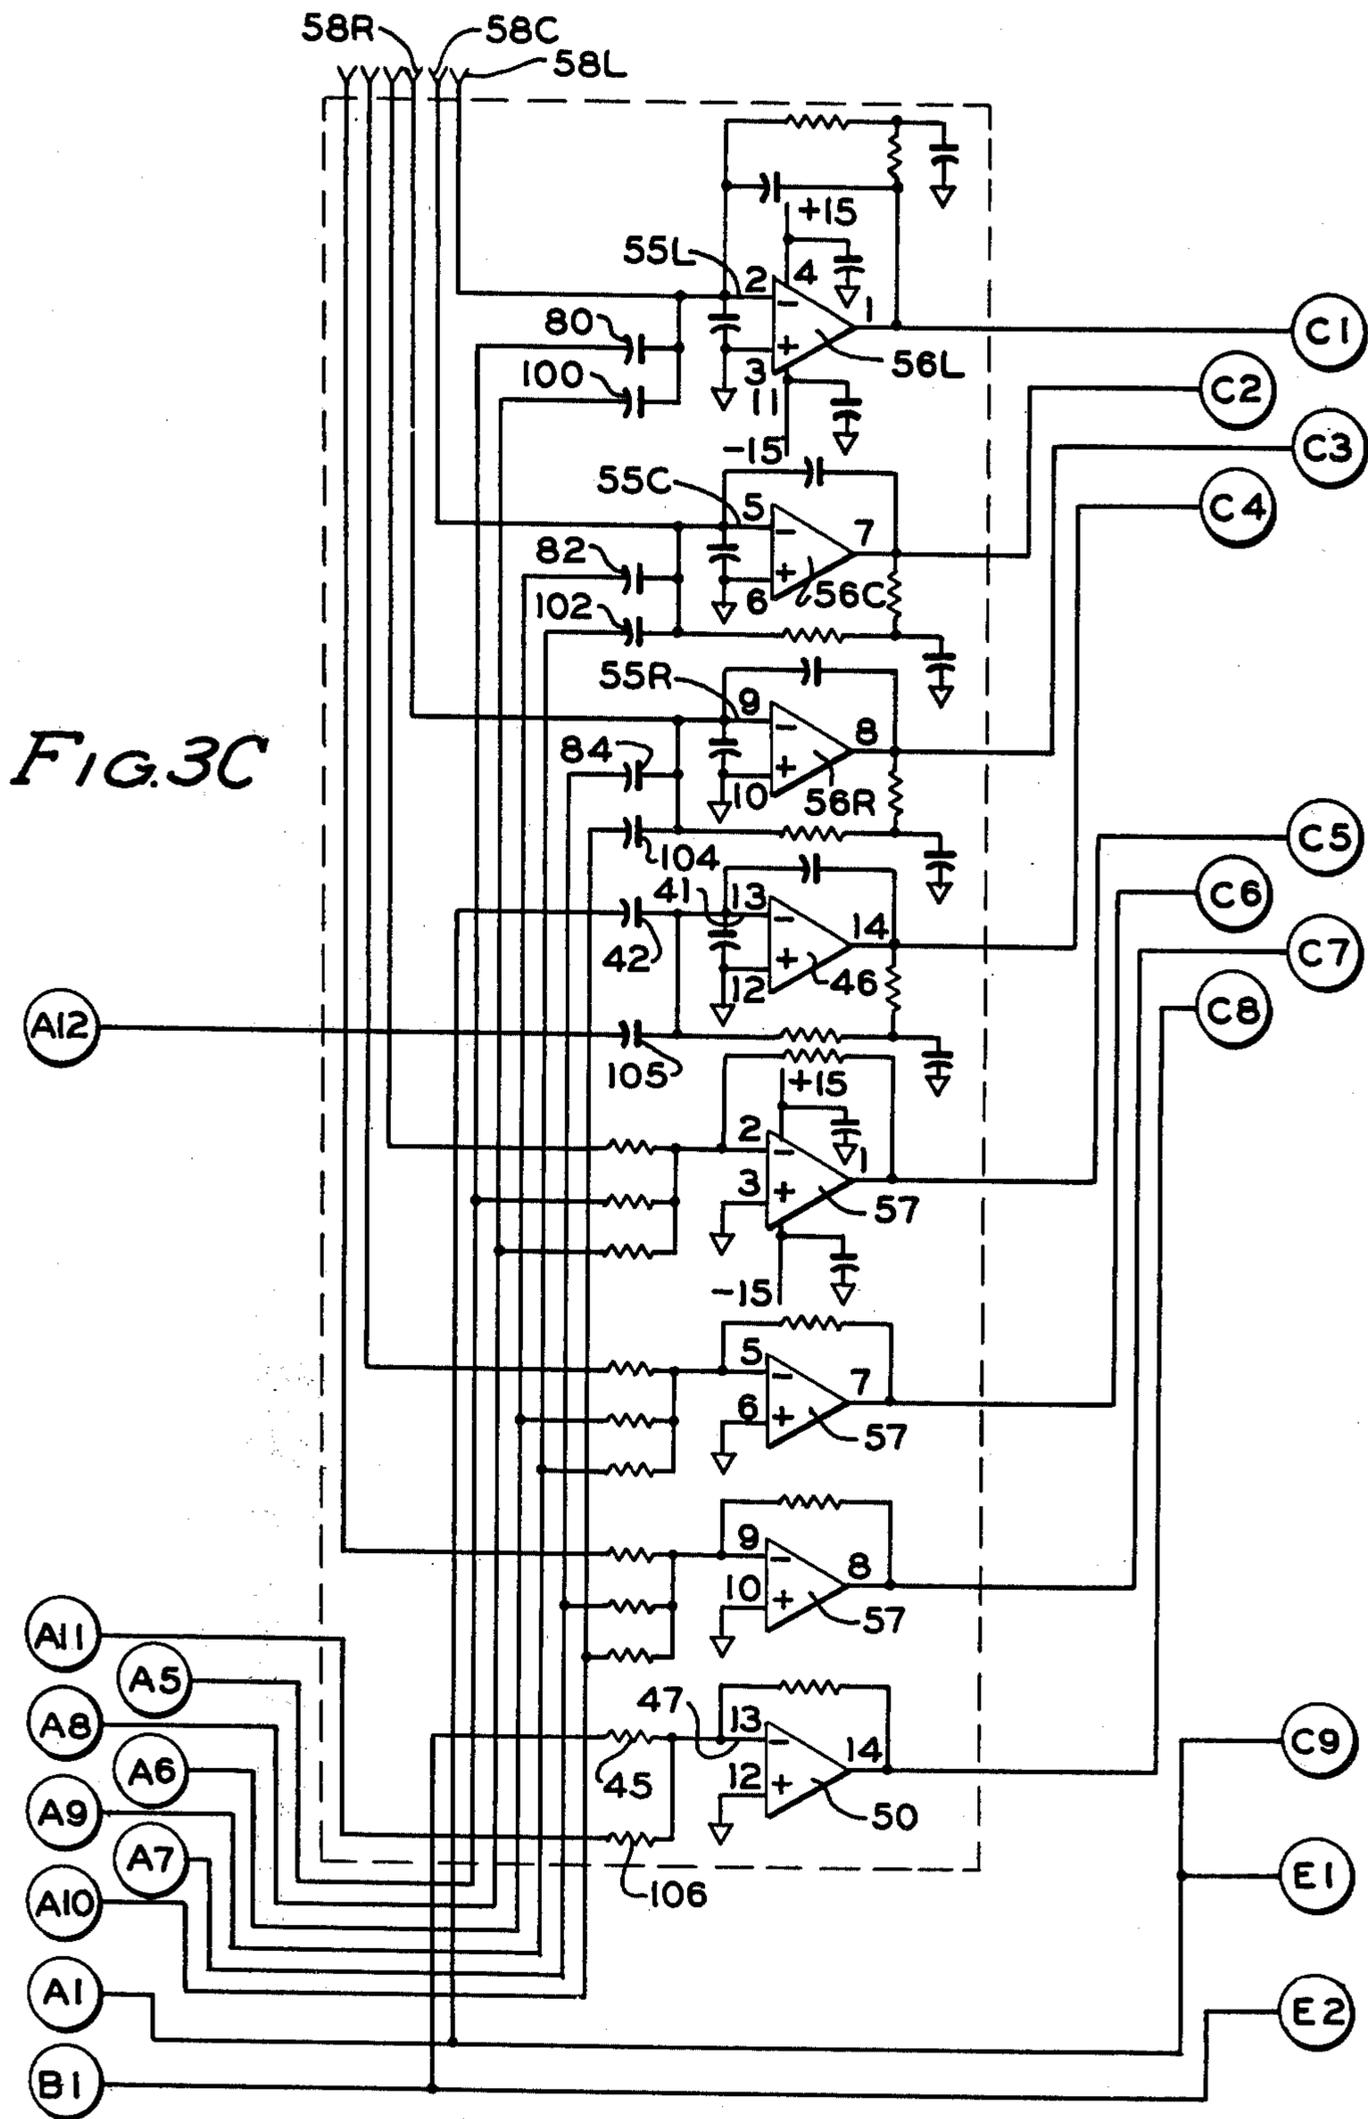 58R 58C
58L
+15
55L 2 4
80 1 C1
100 3 56L
11 C2
-15 C3
55C 5 7 C4
82
6 56C
102
55R 9 8
FIG. 3C
84
10 56R
104 C5
41 13 14 C6
42 12 46 C7
A12 C8
105 +15
2 1
3
57
-15
5 7
6
57
9 8
10
57
A11
A5
A8 47 13 14 C9
A6 45 12
A9 50
A7
A10 106 E1
A1
E2
B1